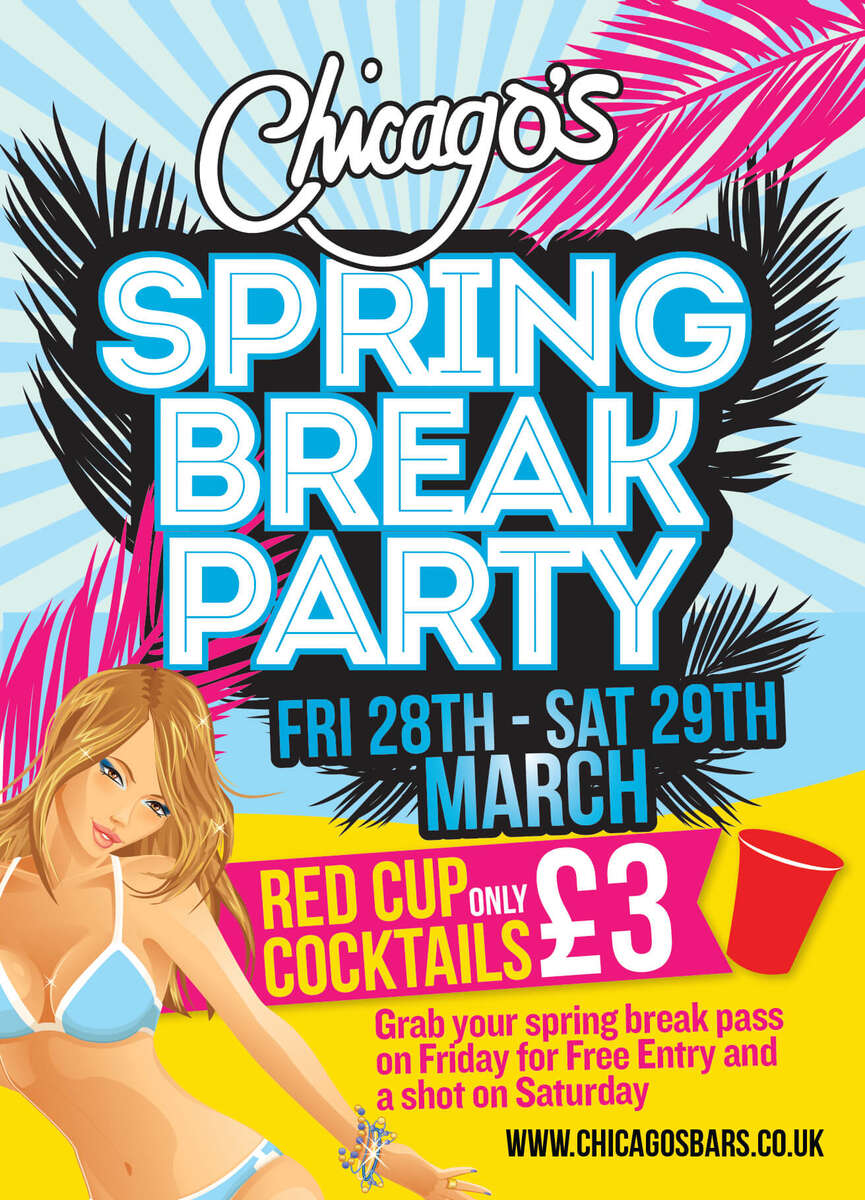 Chicago's
SPRING
BREAK
PARTY
FRI 28TH - SAT 29TH
MARCH
RED CUP
COCKTAILS
ONLY
£3
Grab your spring break pass
on Friday for Free Entry and
a shot on Saturday
WWW.CHICAGOSBARS.CO.UK